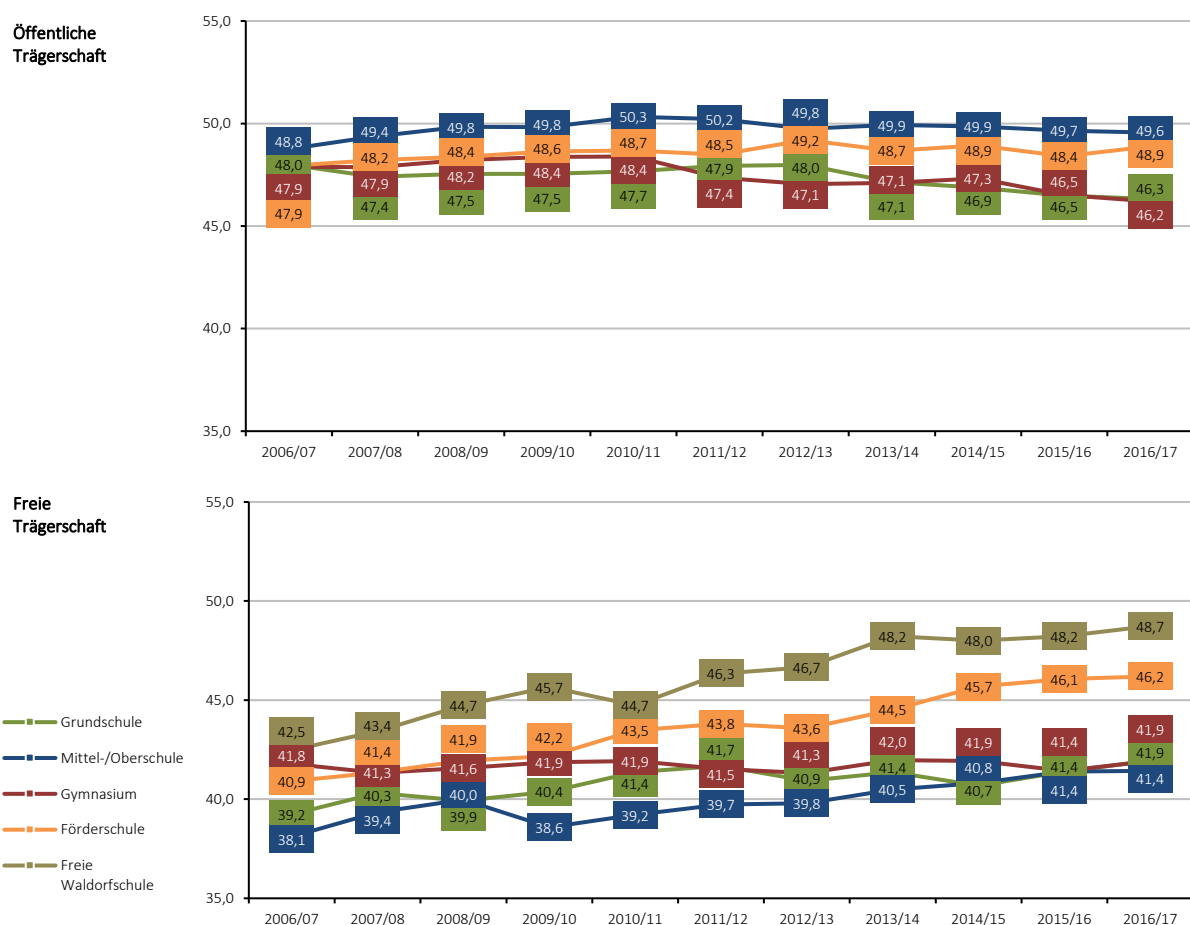 Öffentliche
Trägerschaft
55,0
50,0
45,0
40,0
35,0
48,8 49,4 49,8 49,8 50,3 50,2 49,8 49,9 49,9 49,7 49,6
48,0 47,4 47,5 47,5 47,7 47,9 48,0 47,1 46,9 46,5 46,3
47,9 47,9 48,2 48,4 48,4 47,4 47,1 47,1 47,3 46,5 46,2
47,9 48,2 48,4 48,6 48,7 48,5 49,2 48,7 48,9 48,4 48,9
2006/07 2007/08 2008/09 2009/10 2010/11 2011/12 2012/13 2013/14 2014/15 2015/16 2016/17
Freie
Trägerschaft
55,0
50,0
45,0
40,0
35,0
42,5 43,4 44,7 45,7 44,7 46,3 46,7 48,2 48,0 48,2 48,7
41,8 41,3 41,6 41,9 41,9 41,5 41,3 42,0 41,9 41,4 41,9
40,9 41,4 41,9 42,2 43,5 43,8 43,6 44,5 45,7 46,1 46,2
39,2 40,3 39,9 40,4 41,4 41,7 40,9 41,4 40,7 41,4 41,9
38,1 39,4 40,0 38,6 39,2 39,7 39,8 40,5 40,8 41,4 41,4
2006/07 2007/08 2008/09 2009/10 2010/11 2011/12 2012/13 2013/14 2014/15 2015/16 2016/17
Grundschule
Mittel-/Oberschule
Gymnasium
Förderschule
Freie
Waldorfschule